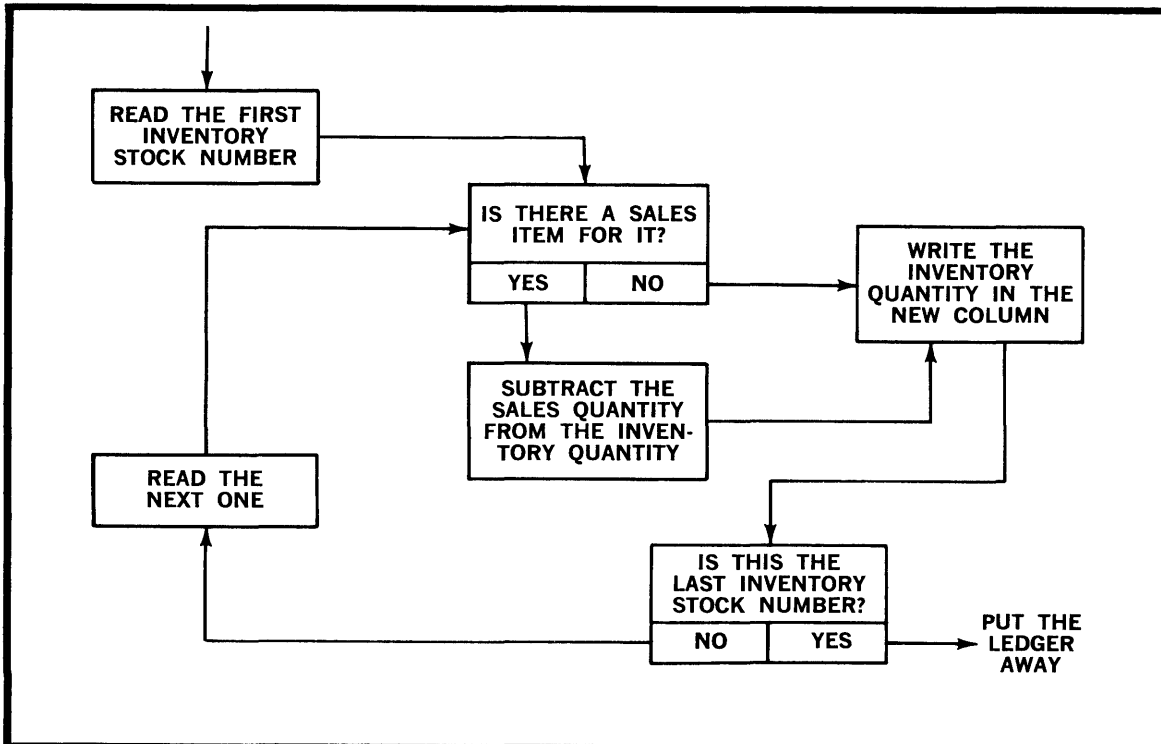 READ THE FIRST
INVENTORY
STOCK NUMBER
IS THERE A SALES
ITEM FOR IT?
YES
NO
WRITE THE
INVENTORY
QUANTITY IN THE
NEW COLUMN
SUBTRACT THE
SALES QUANTITY
FROM THE INVEN-
TORY QUANTITY
READ THE
NEXT ONE
IS THIS THE
LAST INVENTORY
STOCK NUMBER?
NO
YES
PUT THE
LEDGER
AWAY